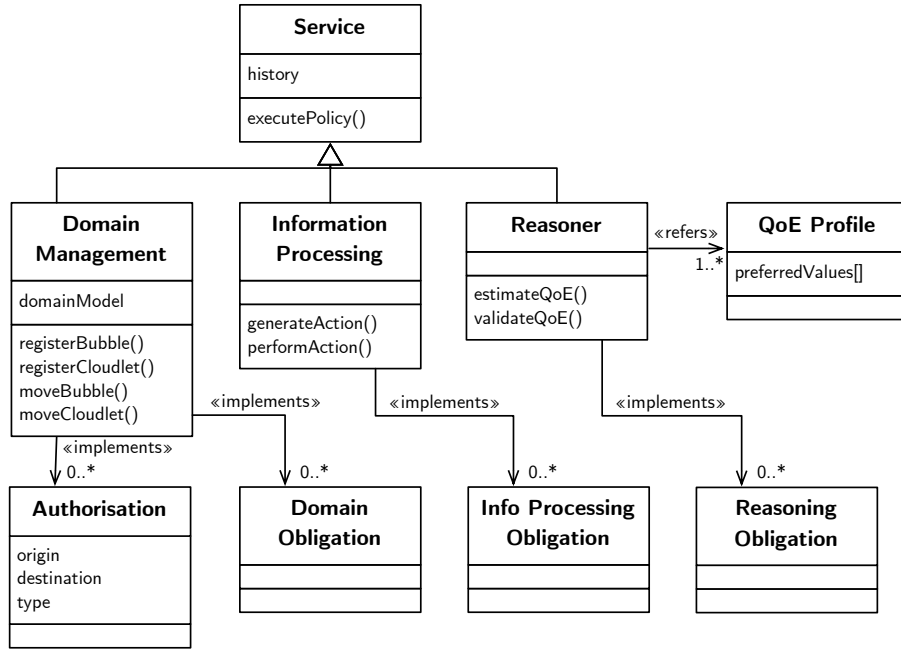 Service
history
executePolicy()
Domain
Management
domainModel
registerBubble()
registerCloudlet()
moveBubble()
moveCloudlet()
Information
Processing
generateAction()
performAction()
Reasoner
estimateQoE()
validateQoE()
«refers»
1..*
QoE Profile
preferredValues[]
«implements»
0..*
«implements»
0..*
«implements»
0..*
«implements»
0..*
Authorisation
origin
destination
type
Domain
Obligation
Info Processing
Obligation
Reasoning
Obligation